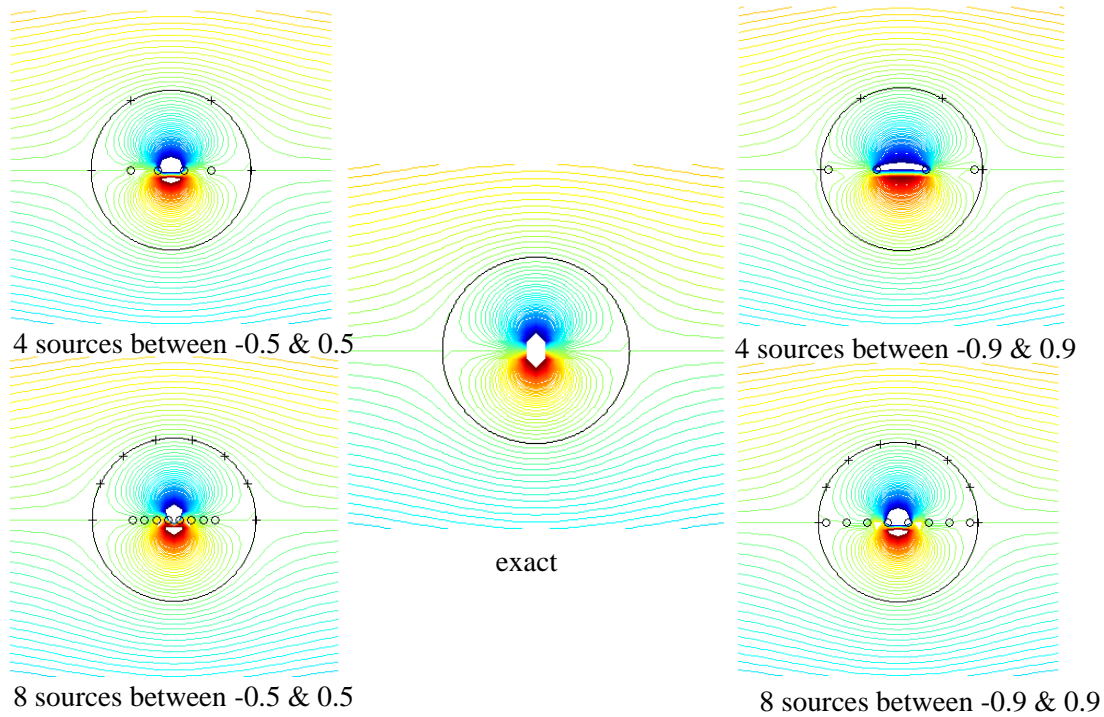 4 sources between -0.5 & 0.5
4 sources between -0.9 & 0.9
exact
8 sources between -0.5 & 0.5
8 sources between -0.9 & 0.9